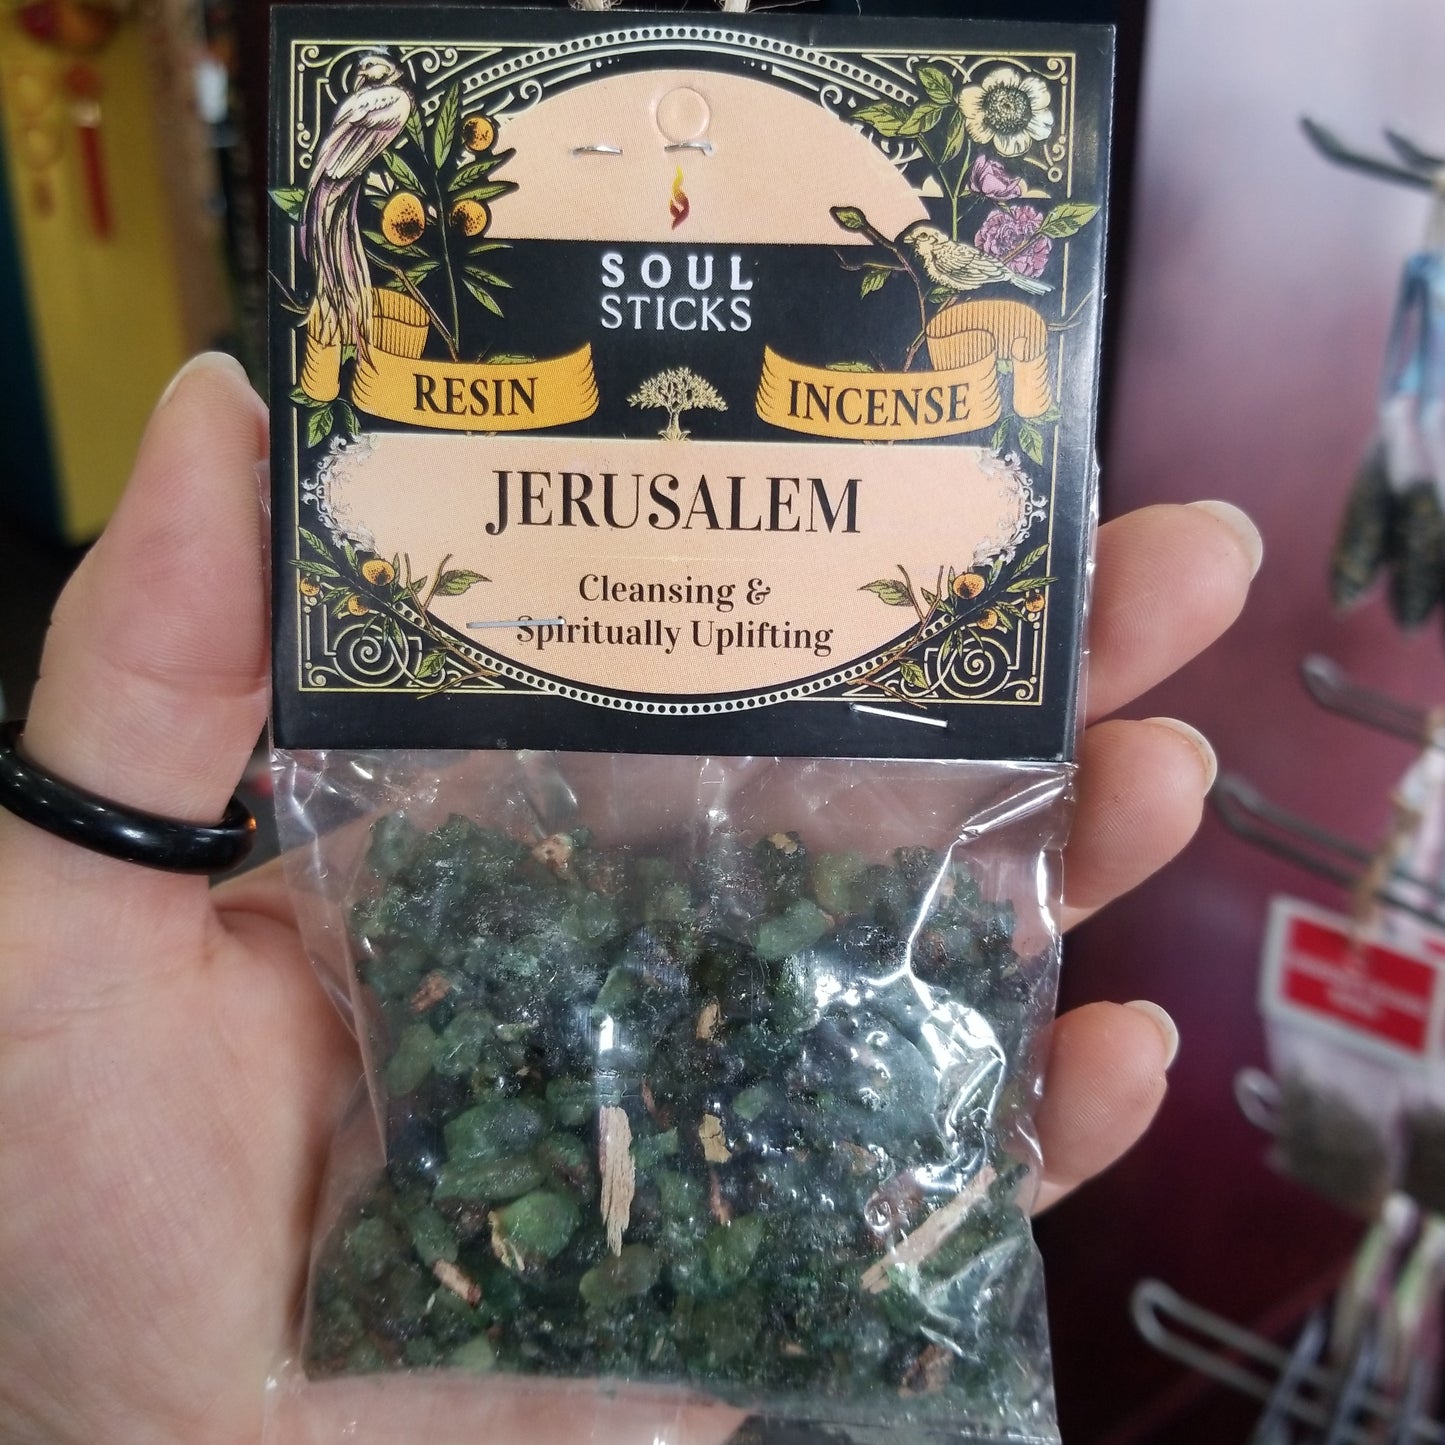 SOUL
STICKS
RESIN INCENSE
JERUSALEM
Cleansing &
Spiritually Uplifting